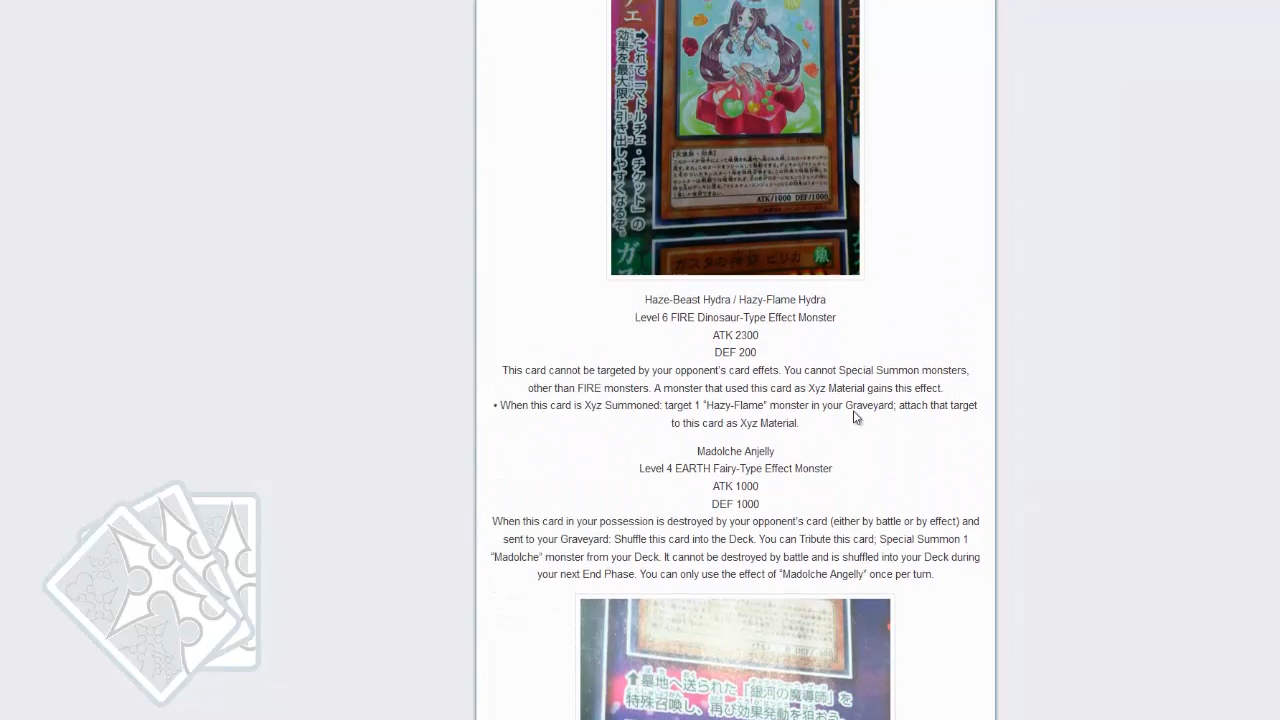 チェ
➡これで「マドルチェ・チケット」の
効果を最大限に引き出しやすくなるぞ。
ガ
ェ・エンジェリー
ATK/1000 DEF/1000
風
Haze-Beast Hydra / Hazy-Flame Hydra
Level 6 FIRE Dinosaur-Type Effect Monster
ATK 2300
DEF 200
This card cannot be targeted by your opponent's card effets. You cannot Special Summon monsters,
other than FIRE monsters. A monster that used this card as Xyz Material gains this effect.
• When this card is Xyz Summoned: target 1 “Hazy-Flame” monster in your Graveyard; attach that target
to this card as Xyz Material.
Madolche Anjelly
Level 4 EARTH Fairy-Type Effect Monster
ATK 1000
DEF 1000
When this card in your possession is destroyed by your opponent's card (either by battle or by effect) and
sent to your Graveyard: Shuffle this card into the Deck. You can Tribute this card; Special Summon 1
“Madolche” monster from your Deck. It cannot be destroyed by battle and is shuffled into your Deck during
your next End Phase. You can only use the effect of “Madolche Angelly” once per turn.
⬆墓地へ送られた「銀河の魔導師」を
特殊召喚し、再び効果発動を狙おう。